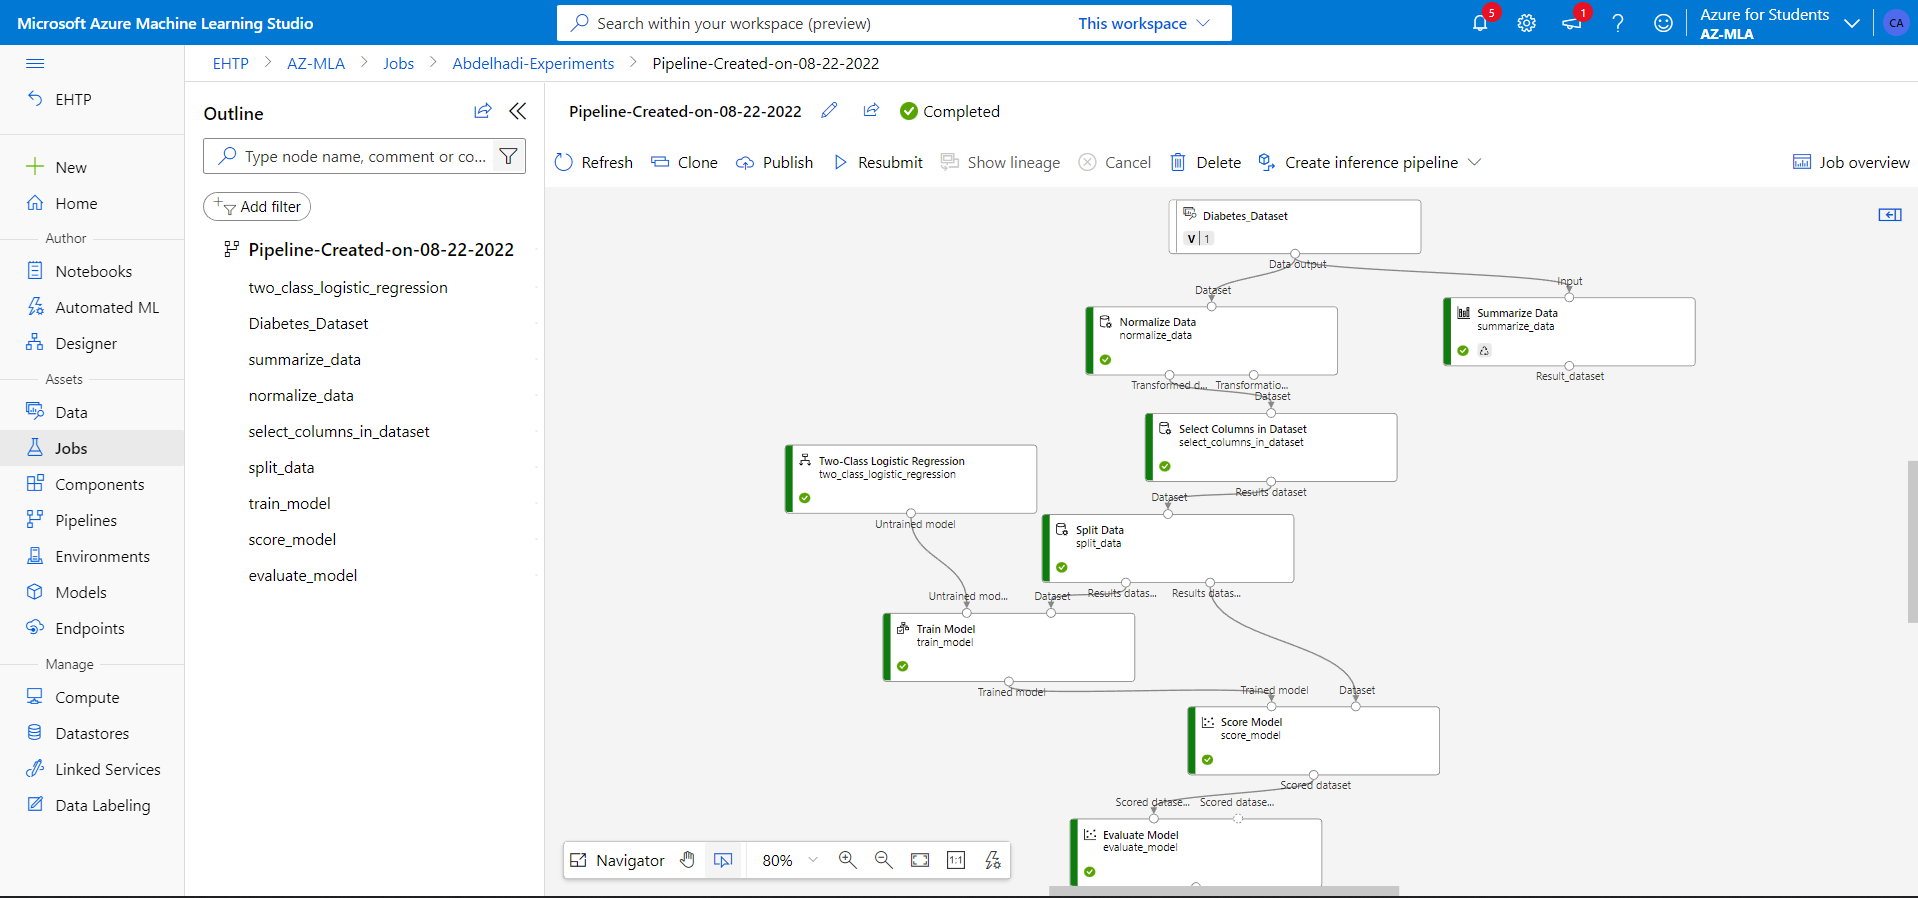 Microsoft Azure Machine Learning Studio
Search within your workspace (preview)
This workspace
5
1
Azure for Students
AZ-MLA
CA
EHTP
New
Home
Author
Notebooks
Automated ML
Designer
Assets
Data
Jobs
Components
Pipelines
Environments
Models
Endpoints
Manage
Compute
Datastores
Linked Services
Data Labeling
EHTP > AZ-MLA > Jobs > Abdelhadi-Experiments > Pipeline-Created-on-08-22-2022
Outline
Type node name, comment or co...
Add filter
Pipeline-Created-on-08-22-2022
two_class_logistic_regression
Diabetes_Dataset
summarize_data
normalize_data
select_columns_in_dataset
split_data
train_model
score_model
evaluate_model
Pipeline-Created-on-08-22-2022
Completed
Refresh
Clone
Publish
Resubmit
Show lineage
Cancel
Delete
Create inference pipeline
Job overview
Diabetes_Dataset
V 1
Data output
Dataset
Input
Normalize Data
normalize_data
Summarize Data
summarize_data
Transformed d...
Transformatio...
Result_dataset
Dataset
Select Columns in Dataset
select_columns_in_dataset
Two-Class Logistic Regression
two_class_logistic_regression
Results dataset
Dataset
Untrained model
Split Data
split_data
Untrained mod...
Dataset
Results datas...
Results datas...
Train Model
train_model
Trained model
Trained model
Dataset
Score Model
score_model
Scored dataset
Scored datase...
Scored datase...
Evaluate Model
evaluate_model
Navigator
80%
1:1